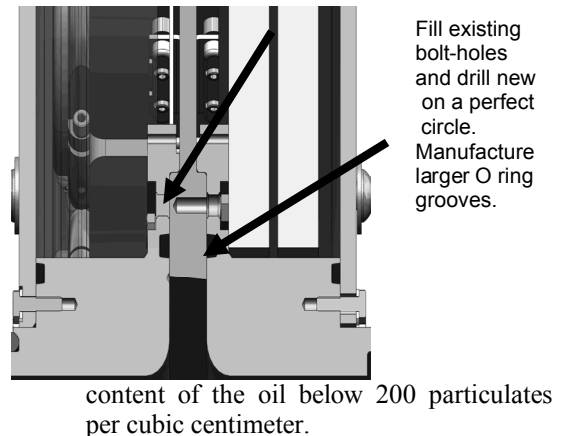 Fill existing
bolt-holes
and drill new
on a perfect
circle.
Manufacture
larger O ring
grooves.
content of the oil below 200 particulates
per cubic centimeter.